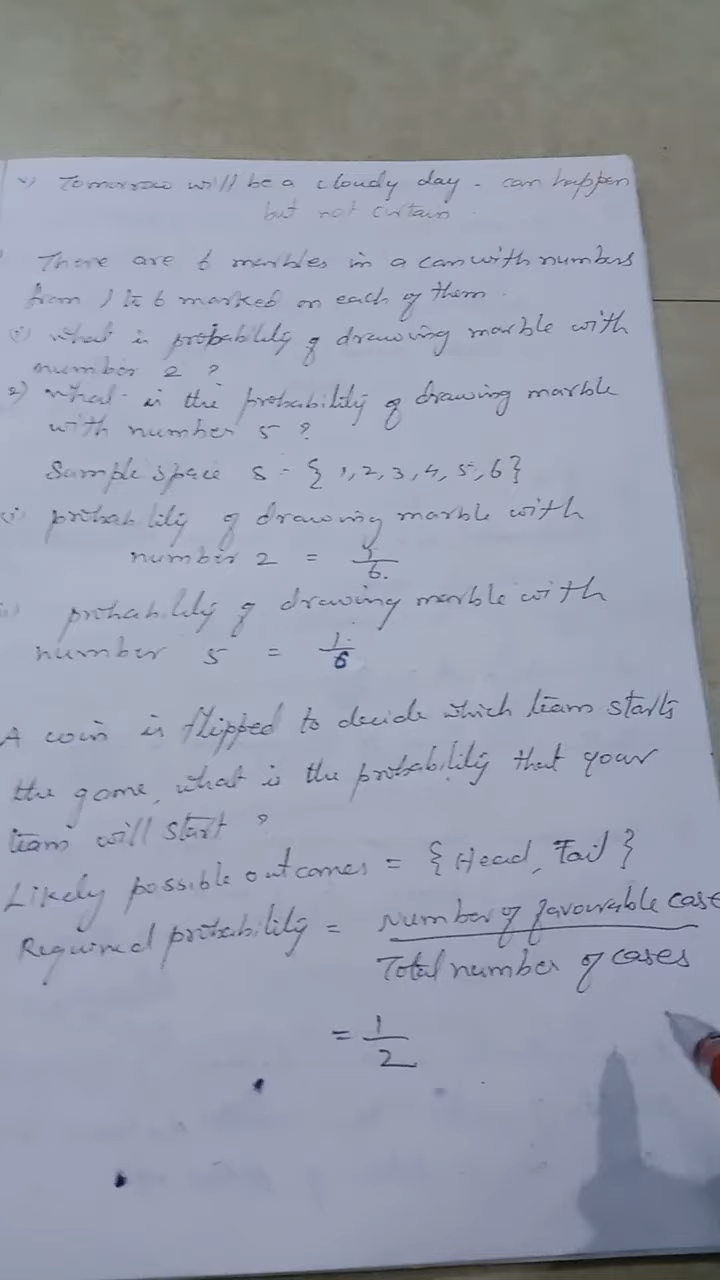 v) Tomorrow will be a cloudy day - can happen
but not certain
There are 6 marbles in a can with numbers
from 1 to 6 marked on each of them.
(i) what is probability of drawing marble with
number 2 ?
2) what is the probability of drawing marble
with number 5 ?
Sample space S = { 1, 2, 3, 4, 5, 6 }
(i) probability of drawing marble with
number 2 = 1/6.
probability of drawing marble with
number 5 = 1/6
A coin is flipped to decide which team starts
the game, what is the probability that your
team will start ?
Likely possible outcomes = { Head, Tail }
Required probability = Number of favourable case
Total number of cases
= 1/2